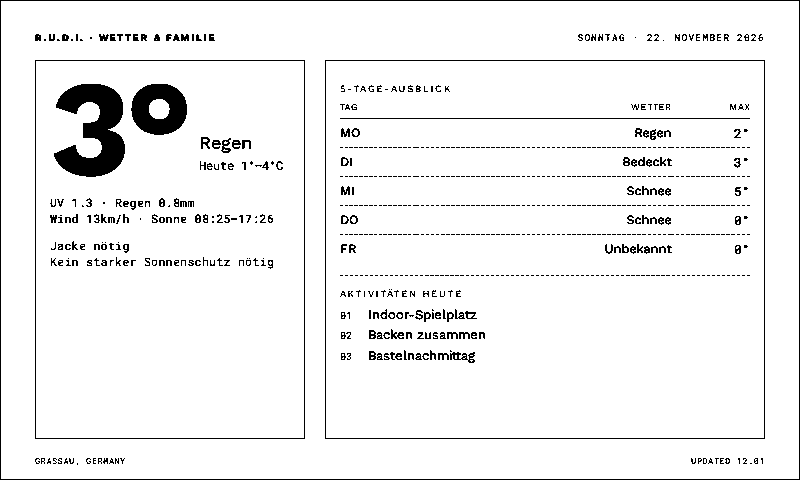 R.U.D.I. · WETTER & FAMILIE
SONNTAG · 22. NOVEMBER 2026
3°
Regen
Heute 1°–4°C
UV 1.3 · Regen 0.8mm
Wind 13km/h · Sonne 08:25–17:26
Jacke nötig
Kein starker Sonnenschutz nötig
5-TAGE-AUSBLICK
TAG WETTER MAX
MO Regen 2°
DI Bedeckt 3°
MI Schnee 5°
DO Schnee 0°
FR Unbekannt 0°
AKTIVITÄTEN HEUTE
01 Indoor-Spielplatz
02 Backen zusammen
03 Bastelnachmittag
GRASSAU, GERMANY
UPDATED 12.01